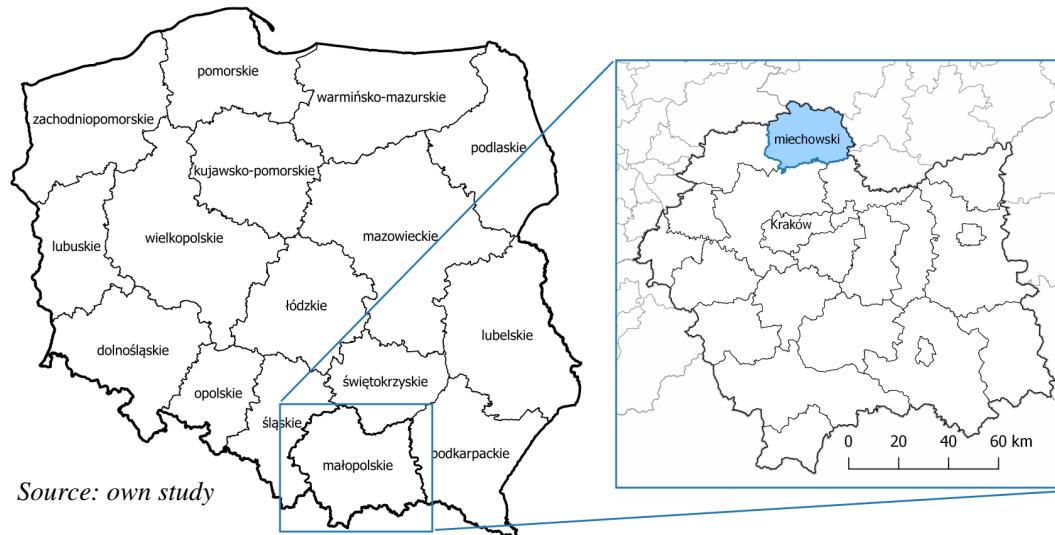 pomorskie
warmińsko-mazurskie
zachodniopomorskie
podlaskie
kujawsko-pomorskie
lubuskie
wielkopolskie
mazowieckie
łódzkie
lubelskie
dolnośląskie
świętokrzyskie
opolskie
śląskie
małopolskie
podkarpackie
Source: own study
miechowski
Kraków
0 20 40 60 km